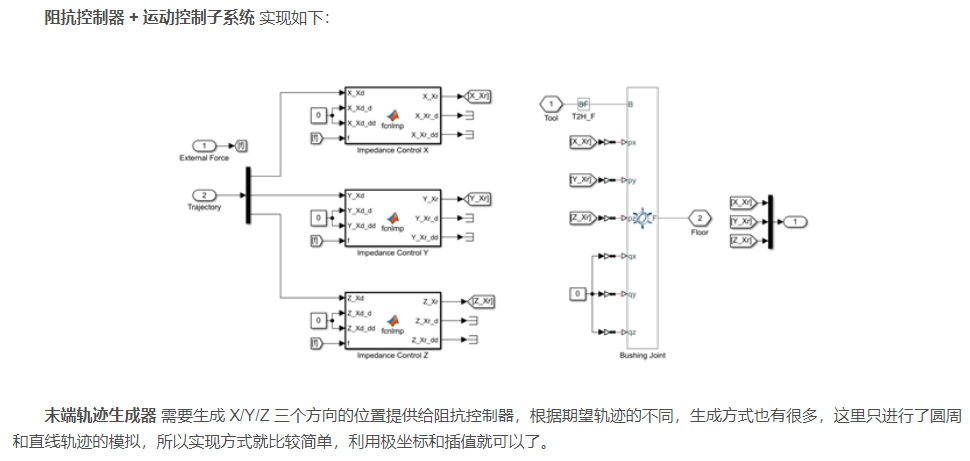 阻抗控制器 + 运动控制子系统 实现如下：
1
External Force
[f]
2
Trajectory
X_Xd
X_Xd_d
X_Xd_dd
f
0
[f]
fcnImp
X_Xr
X_Xr_d
X_Xr_dd
[X_Xr]
Impedance Control X
Y_Xd
Y_Xd_d
Y_Xd_dd
f
0
[f]
fcnImp
Y_Xr
Y_Xr_d
Y_Xr_dd
[Y_Xr]
Impedance Control Y
Z_Xd
Z_Xd_d
Z_Xd_dd
f
0
[f]
fcnImp
Z_Xr
Z_Xr_d
Z_Xr_dd
[Z_Xr]
Impedance Control Z
1
Tool
BF
T2H_F
B
[X_Xr]
px
[Y_Xr]
py
[Z_Xr]
pz
F
2
Floor
0
qx
qy
qz
Bushing Joint
[X_Xr]
[Y_Xr]
[Z_Xr]
1
末端轨迹生成器 需要生成 X/Y/Z 三个方向的位置提供给阻抗控制器，根据期望轨迹的不同，生成方式也有很多，这里只进行了圆周
和直线轨迹的模拟，所以实现方式就比较简单，利用极坐标和插值就可以了。